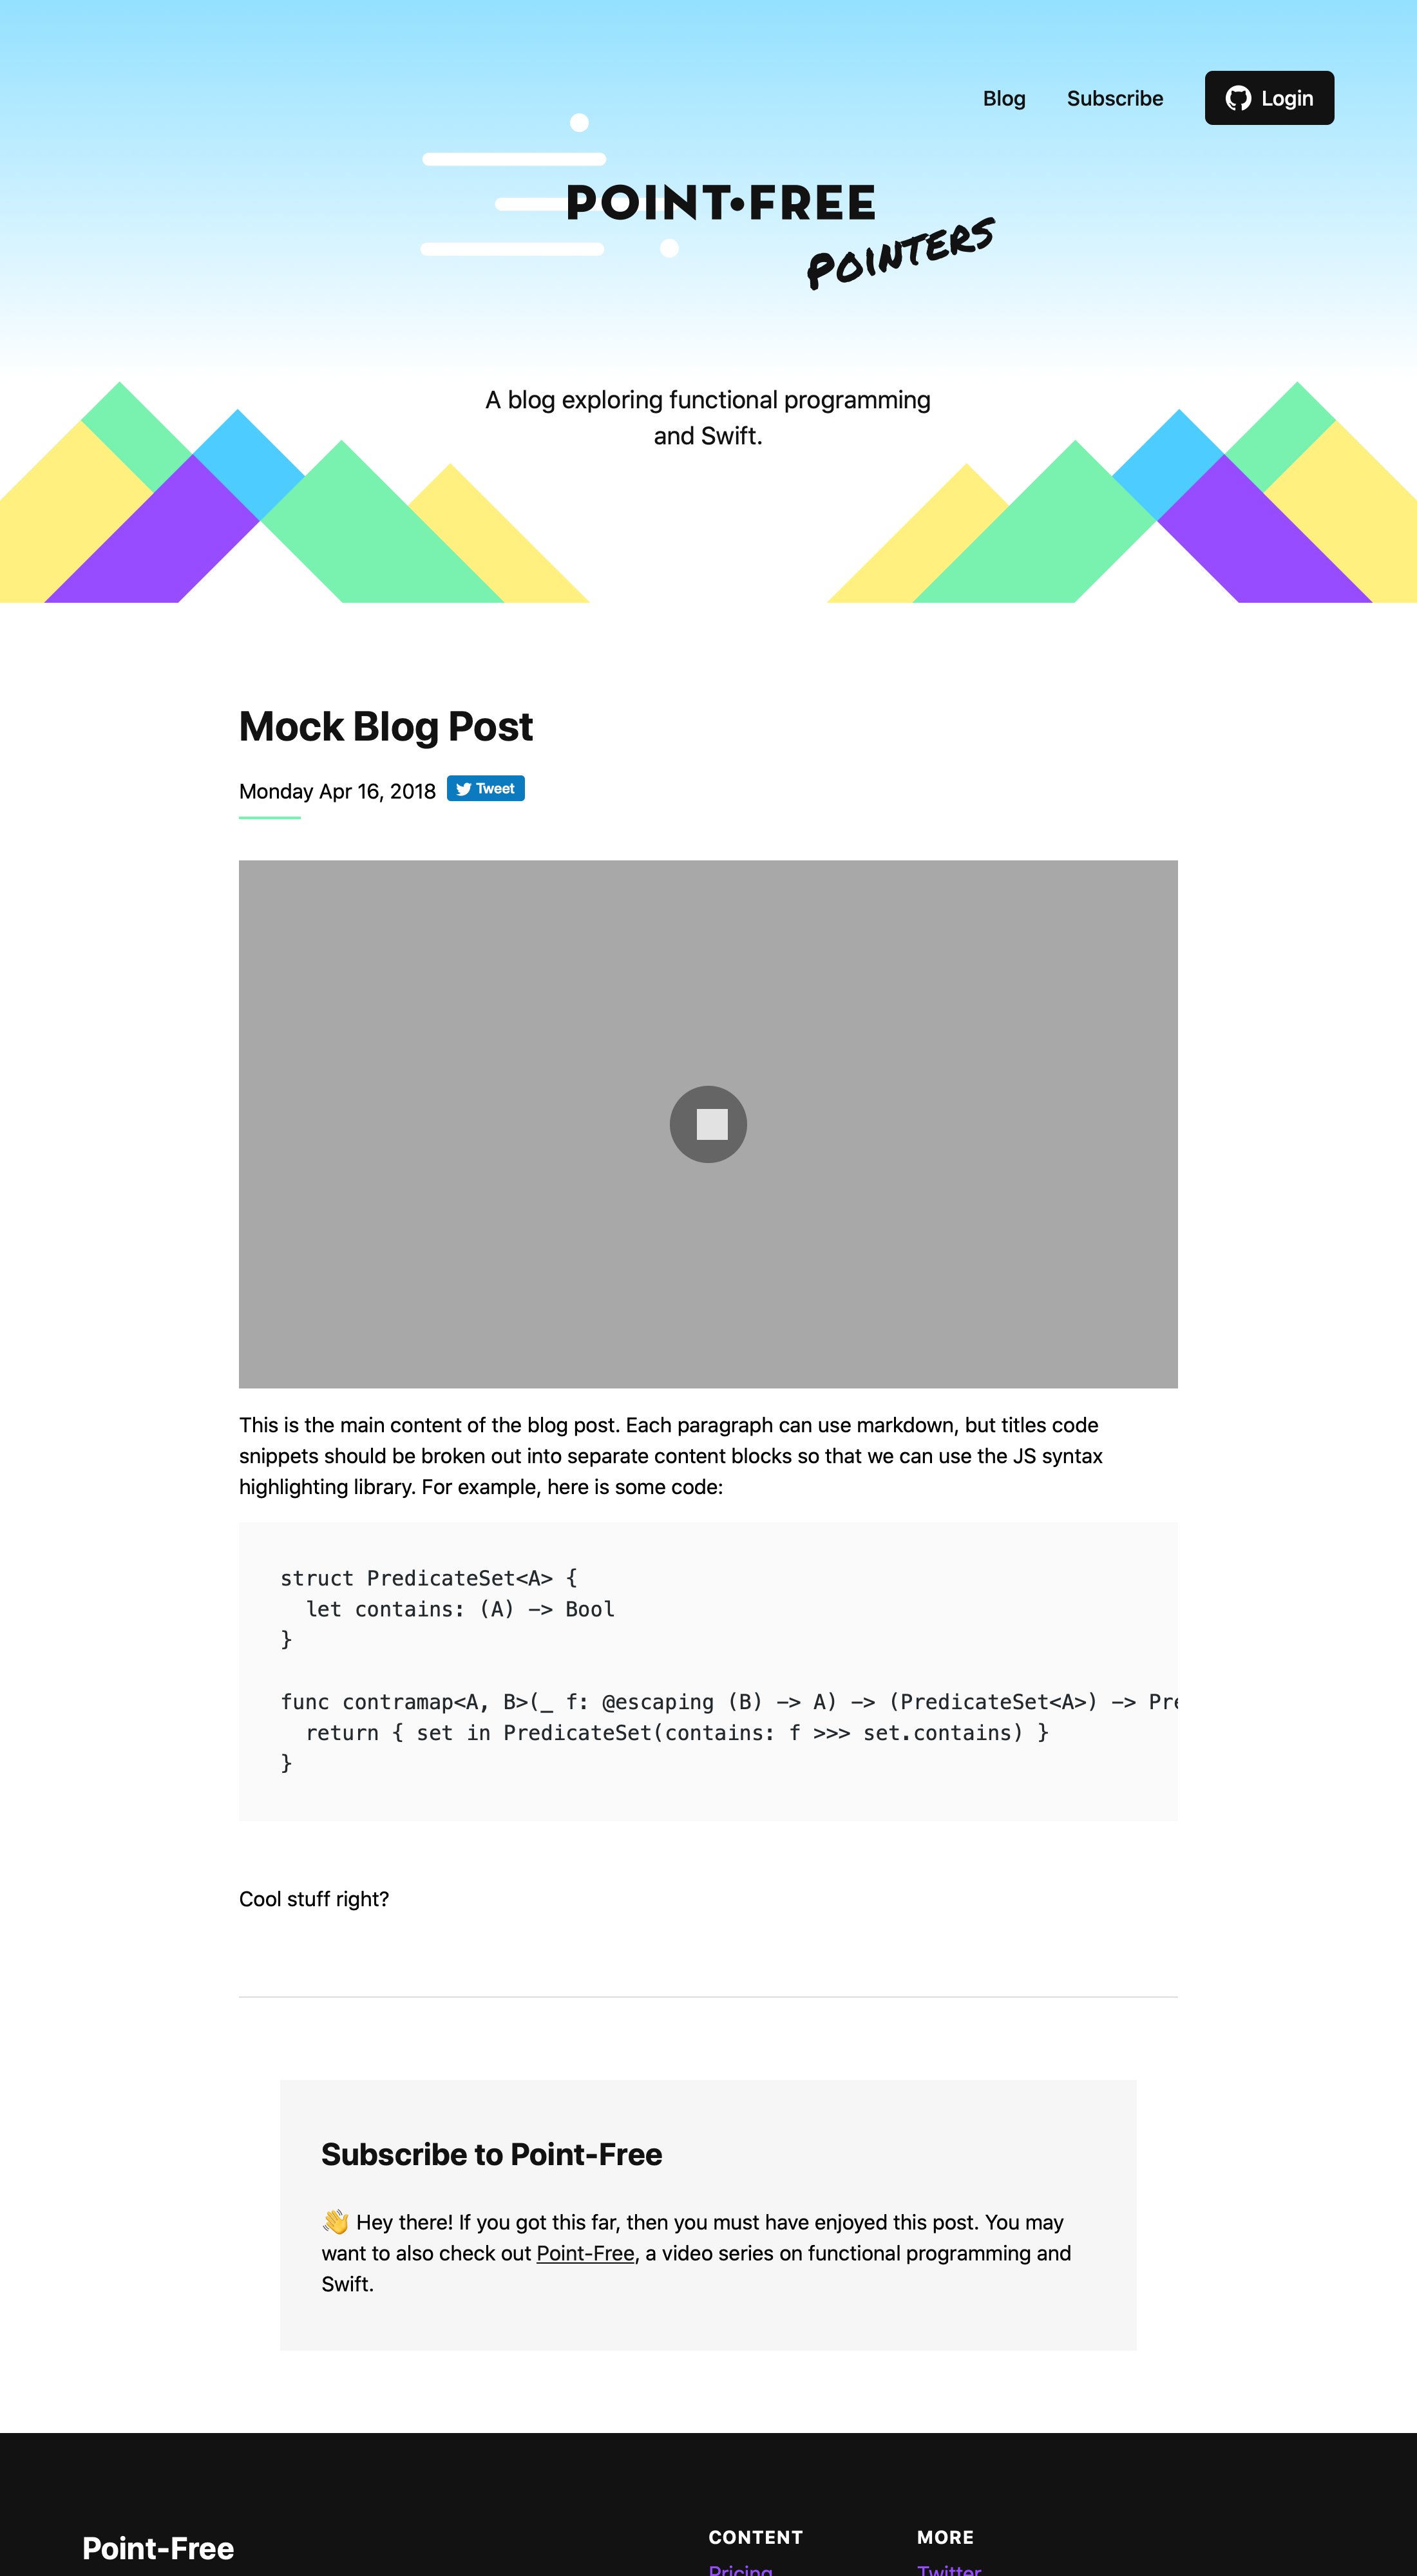 Blog Subscribe Login
POINT•FREE
POINTERS
A blog exploring functional programming
and Swift.
Mock Blog Post
Monday Apr 16, 2018 Tweet
This is the main content of the blog post. Each paragraph can use markdown, but titles code
snippets should be broken out into separate content blocks so that we can use the JS syntax
highlighting library. For example, here is some code:
struct PredicateSet<A> {
  let contains: (A) -> Bool
}
func contramap<A, B>(_ f: @escaping (B) -> A) -> (PredicateSet<A>) -> Pre
  return { set in PredicateSet(contains: f >>> set.contains) }
}
Cool stuff right?
Subscribe to Point-Free
👋 Hey there! If you got this far, then you must have enjoyed this post. You may
want to also check out Point-Free, a video series on functional programming and
Swift.
Point-Free CONTENT MORE
Pricing Twitter